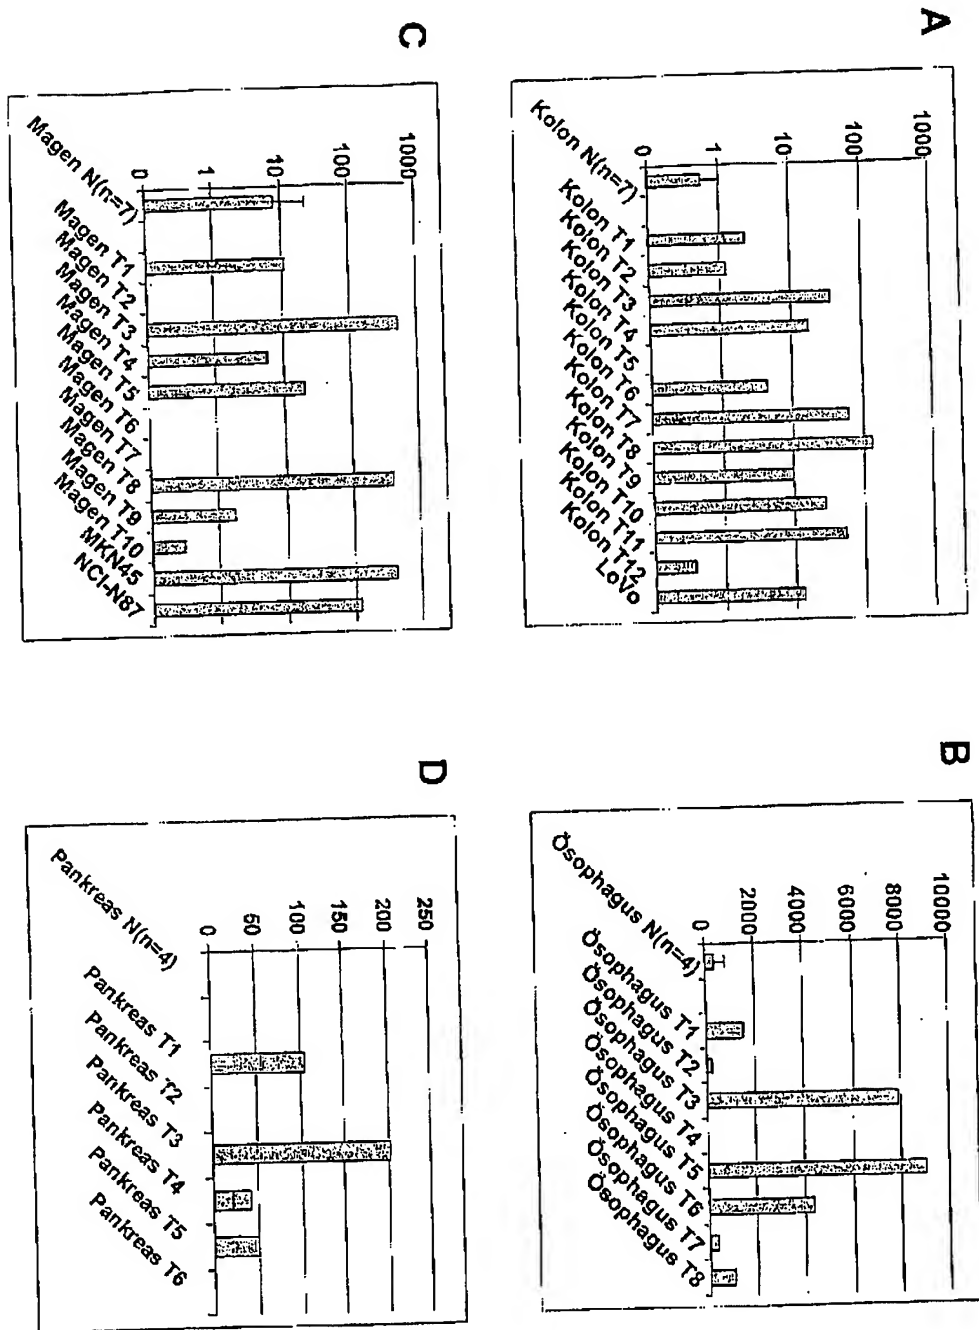 A
1000
100
10
1
0
Kolon N(n=7)
Kolon T1
Kolon T2
Kolon T3
Kolon T4
Kolon T5
Kolon T6
Kolon T7
Kolon T8
Kolon T9
Kolon T10
Kolon T11
Kolon T12
LoVo
B
10000
8000
6000
4000
2000
0
Ösophagus N(n=4)
Ösophagus T1
Ösophagus T2
Ösophagus T3
Ösophagus T4
Ösophagus T5
Ösophagus T6
Ösophagus T7
Ösophagus T8
C
1000
100
10
1
0
Magen N(n=7)
Magen T1
Magen T2
Magen T3
Magen T4
Magen T5
Magen T6
Magen T7
Magen T8
Magen T9
Magen T10
MKN45
NCI-N87
D
250
200
150
100
50
0
Pankreas N(n=4)
Pankreas T1
Pankreas T2
Pankreas T3
Pankreas T4
Pankreas T5
Pankreas T6